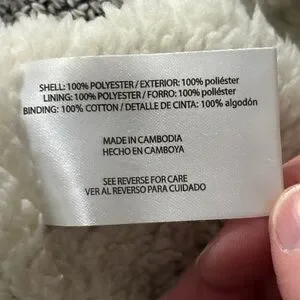 SHELL: 100% POLYESTER / EXTERIOR: 100% poliéster
LINING: 100% POLYESTER / FORRO: 100% poliéster
BINDING: 100% COTTON / DETALLE DE CINTA: 100% algodón
MADE IN CAMBODIA
HECHO EN CAMBOYA
SEE REVERSE FOR CARE
VER AL REVERSO PARA CUIDADO